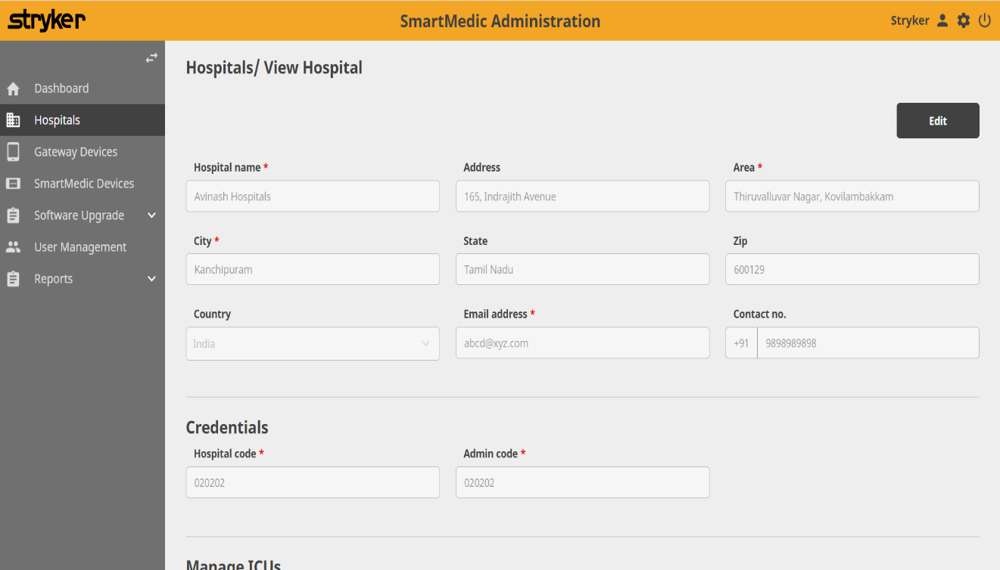 stryker
SmartMedic Administration
Stryker
Dashboard
Hospitals
Gateway Devices
SmartMedic Devices
Software Upgrade
User Management
Reports
Hospitals/ View Hospital
Edit
Hospital name * Address Area *
Avinash Hospitals 165, Indrajith Avenue Thiruvalluvar Nagar, Kovilambakkam
City * State Zip
Kanchipuram Tamil Nadu 600129
Country Email address * Contact no.
India abcd@xyz.com +91 9898989898
Credentials
Hospital code * Admin code *
020202 020202
Manage ICUs